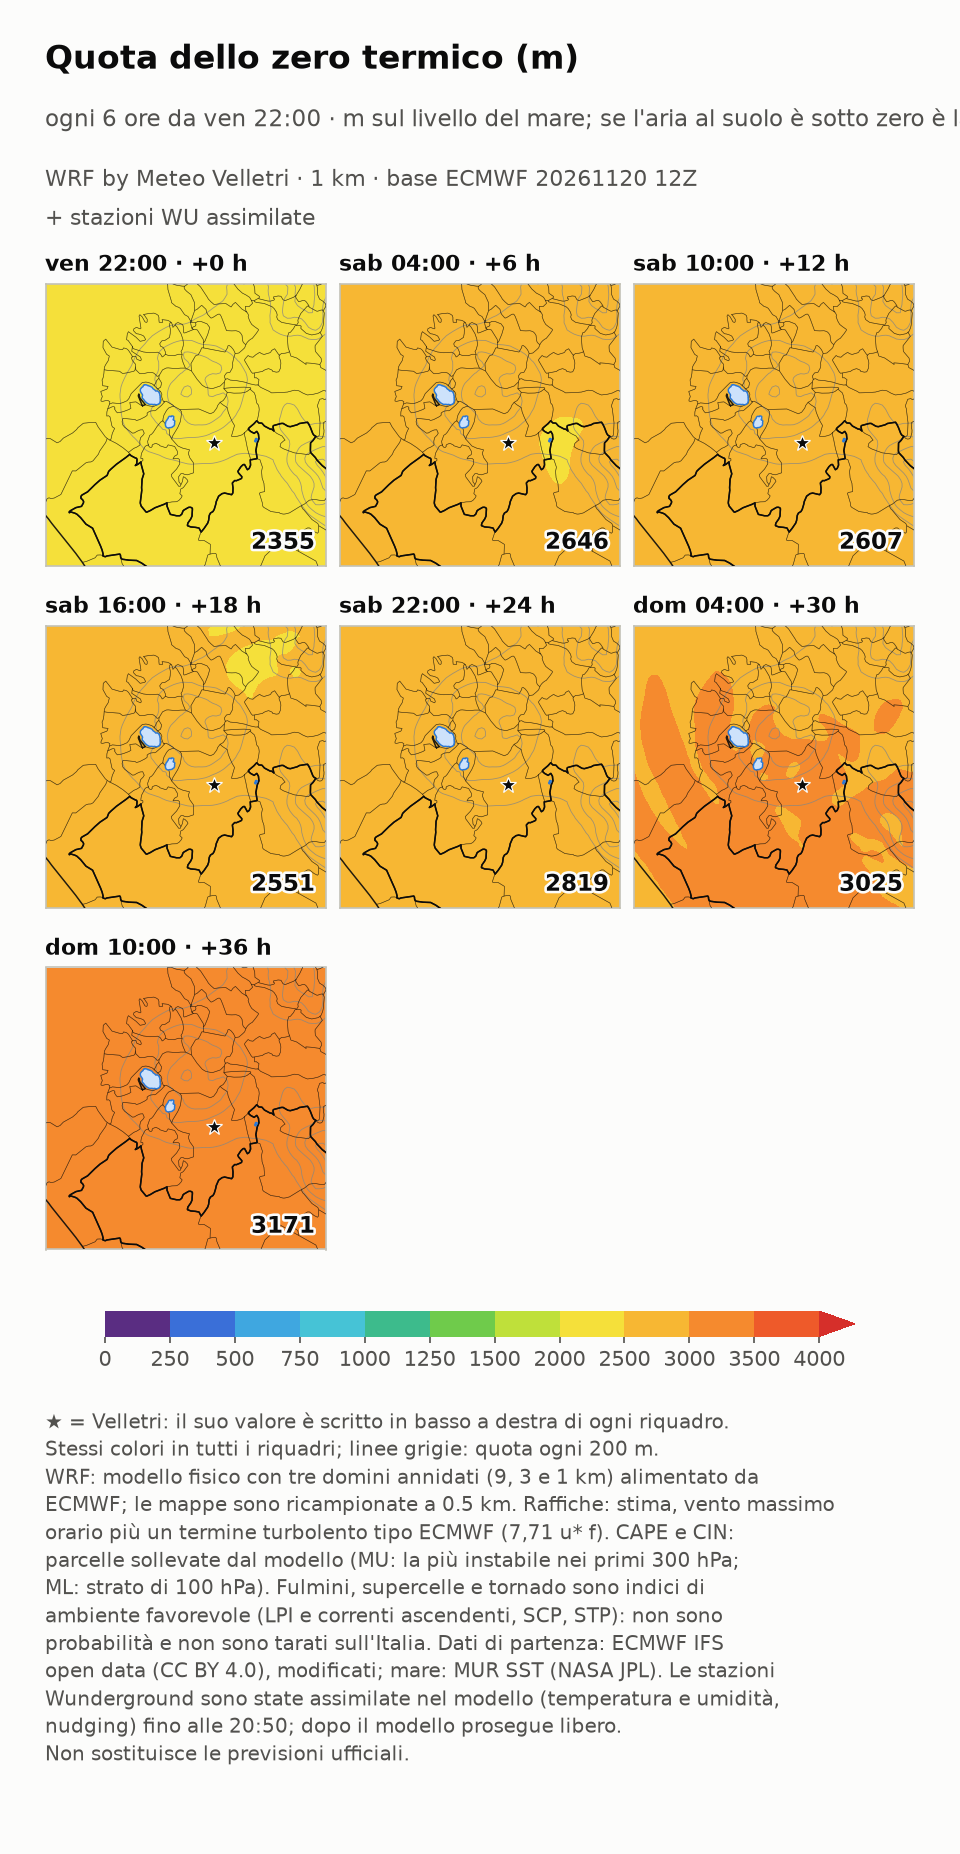 Quota dello zero termico (m)
ogni 6 ore da ven 22:00 · m sul livello del mare; se l'aria al suolo è sotto zero è l
WRF by Meteo Velletri · 1 km · base ECMWF 20261120 12Z
+ stazioni WU assimilate
ven 22:00 · +0 h
sab 04:00 · +6 h
sab 10:00 · +12 h
2355
2646
2607
sab 16:00 · +18 h
sab 22:00 · +24 h
dom 04:00 · +30 h
2551
2819
3025
dom 10:00 · +36 h
3171
0 250 500 750 1000 1250 1500 2000 2500 3000 3500 4000
★ = Velletri: il suo valore è scritto in basso a destra di ogni riquadro.
Stessi colori in tutti i riquadri; linee grigie: quota ogni 200 m.
WRF: modello fisico con tre domini annidati (9, 3 e 1 km) alimentato da
ECMWF; le mappe sono ricampionate a 0.5 km. Raffiche: stima, vento massimo
orario più un termine turbolento tipo ECMWF (7,71 u* f). CAPE e CIN:
parcelle sollevate dal modello (MU: la più instabile nei primi 300 hPa;
ML: strato di 100 hPa). Fulmini, supercelle e tornado sono indici di
ambiente favorevole (LPI e correnti ascendenti, SCP, STP): non sono
probabilità e non sono tarati sull'Italia. Dati di partenza: ECMWF IFS
open data (CC BY 4.0), modificati; mare: MUR SST (NASA JPL). Le stazioni
Wunderground sono state assimilate nel modello (temperatura e umidità,
nudging) fino alle 20:50; dopo il modello prosegue libero.
Non sostituisce le previsioni ufficiali.